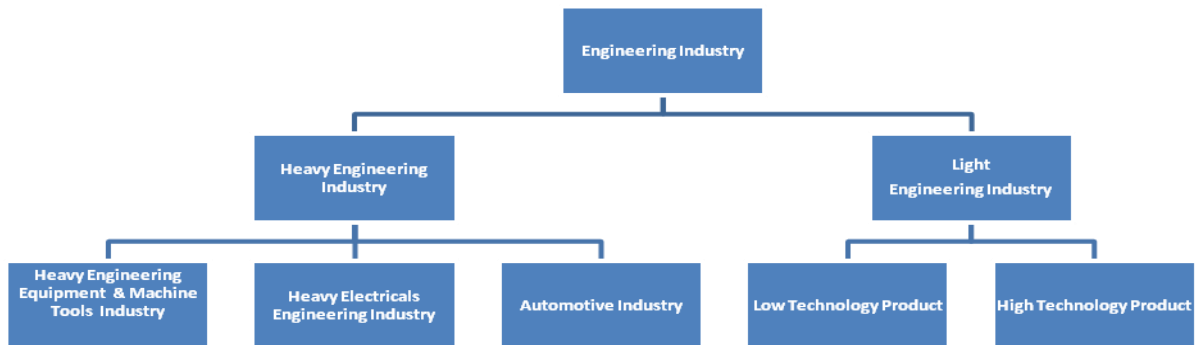 Engineering Industry
Heavy Engineering
Industry
Light
Engineering Industry
Heavy Engineering
Equipment & Machine
Tools Industry
Heavy Electricals
Engineering Industry
Automotive Industry
Low Technology Product
High Technology Product